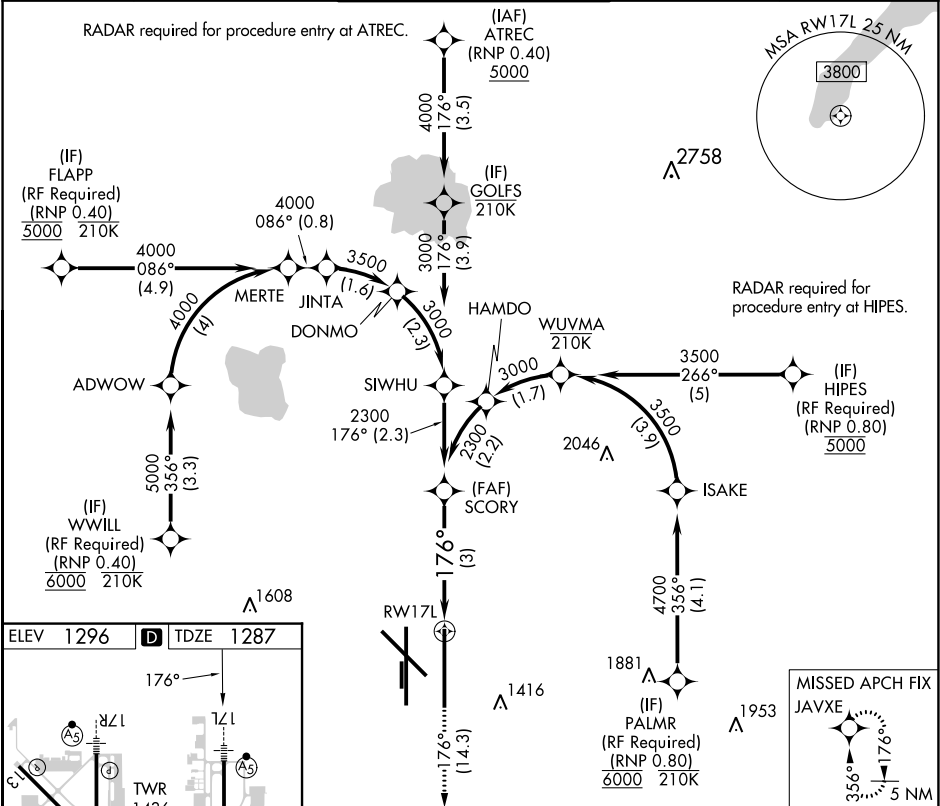 RADAR required for procedure entry at ATREC.
(IAF)
ATREC
(RNP 0.40)
5000
MSA RW17L 25 NM
3800
4000
176°
(3.5)
2758
(IF)
FLAPP
(RF Required)
(RNP 0.40)
5000 210K
(IF)
GOLFS
210K
4000
086° (0.8)
4000
086°
(4.9)
3000
176°
(3.9)
3500
(1.6)
MERTE
JINTA
DONMO
3000
(2.3)
HAMDO
WUVMA
210K
RADAR required for
procedure entry at HIPES.
4000
(4)
ADWOW
SIWHU
3000
(1.7)
3500
266°
(5)
(IF)
HIPES
(RF Required)
(RNP 0.80)
5000
2300
176° (2.3)
2300
(2.2)
3500
(3.9)
2046
5000
356°
(3.3)
(FAF)
SCORY
ISAKE
(IF)
WWILL
(RF Required)
(RNP 0.40)
6000 210K
176°
(3)
4700
356°
(4.1)
1608
RW17L
ELEV 1296 D TDZE 1287
176°
1416
1881
(IF)
PALMR
(RF Required)
(RNP 0.80)
6000 210K
1953
MISSED APCH FIX
JAVXE
356°
176°
5 NM
176°
(14.3)
17R
17L
A5
A5
P
P
13
TWR